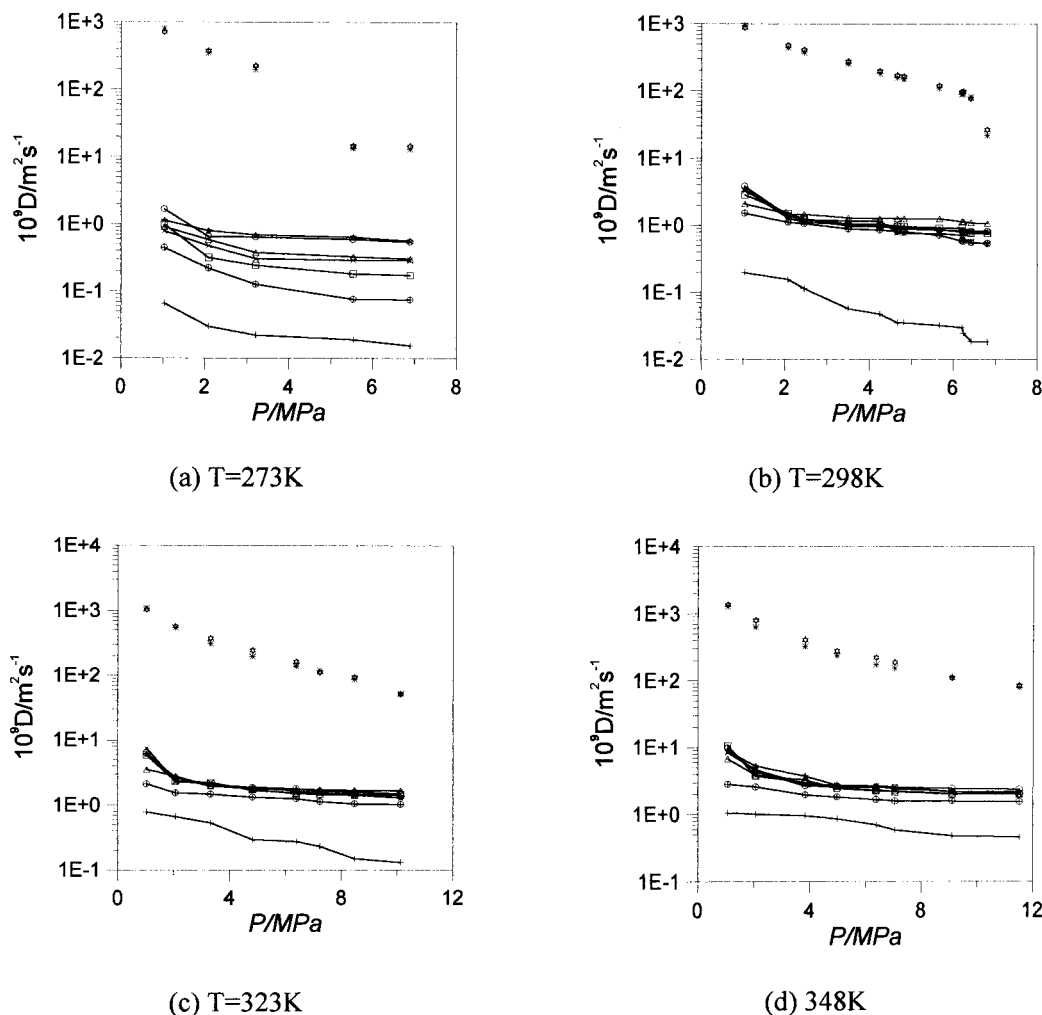 1E+3
1E+2
1E+1
1E+0
1E-1
1E-2
10⁹D/m²s⁻¹
0 2 4 6 8
P/MPa
(a) T=273K
1E+3
1E+2
1E+1
1E+0
1E-1
1E-2
10⁹D/m²s⁻¹
0 2 4 6 8
P/MPa
(b) T=298K
1E+4
1E+3
1E+2
1E+1
1E+0
1E-1
10⁹D/m²s⁻¹
0 4 8 12
P/MPa
(c) T=323K
1E+4
1E+3
1E+2
1E+1
1E+0
1E-1
10⁹D/m²s⁻¹
0 4 8 12
P/MPa
(d) 348K